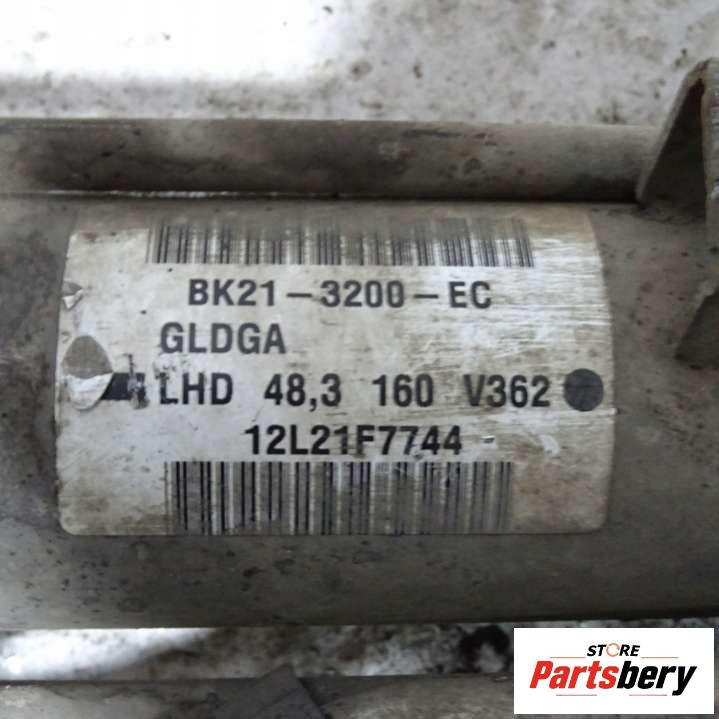 BK21-3200-EC
GLDGA
LHD 48,3 160 V362
12L21F7744
STORE
Partsbery